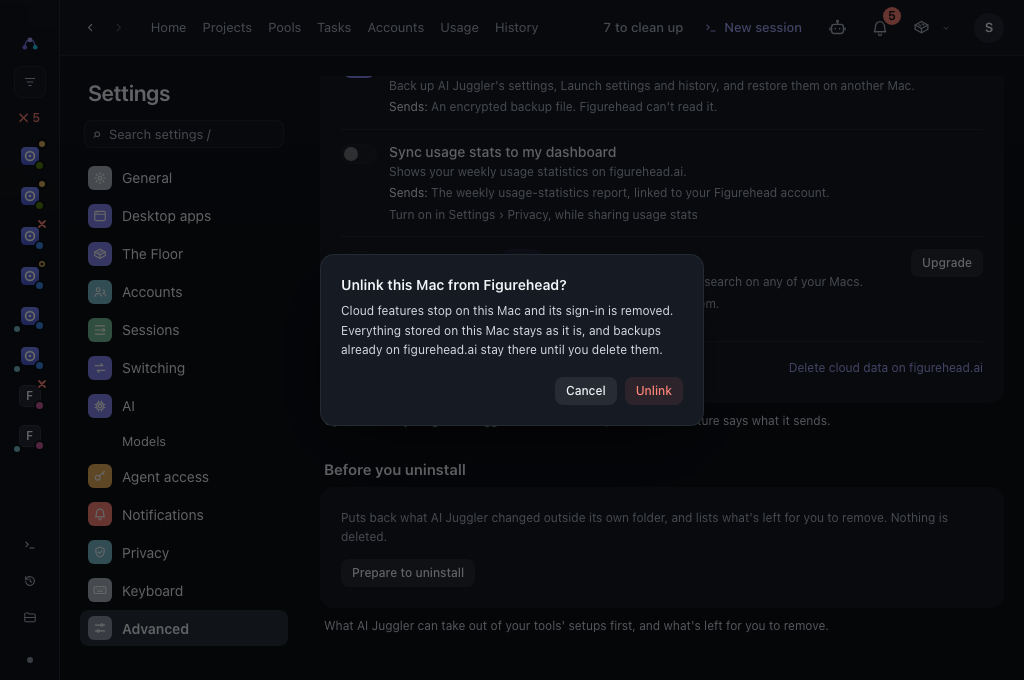 Home Projects Pools Tasks Accounts Usage History 7 to clean up New session 5 S
5
F
F
Settings
Search settings /
General
Desktop apps
The Floor
Accounts
Sessions
Switching
AI
Models
Agent access
Notifications
Privacy
Keyboard
Advanced
Back up AI Juggler's settings, Launch settings and history, and restore them on another Mac.
Sends: An encrypted backup file. Figurehead can't read it.
Sync usage stats to my dashboard
Shows your weekly usage statistics on figurehead.ai.
Sends: The weekly usage-statistics report, linked to your Figurehead account.
Turn on in Settings › Privacy, while sharing usage stats
Upgrade
search on any of your Macs.
Delete cloud data on figurehead.ai
says what it sends.
Unlink this Mac from Figurehead?
Cloud features stop on this Mac and its sign-in is removed.
Everything stored on this Mac stays as it is, and backups
already on figurehead.ai stay there until you delete them.
Cancel Unlink
Before you uninstall
Puts back what AI Juggler changed outside its own folder, and lists what's left for you to remove. Nothing is
deleted.
Prepare to uninstall
What AI Juggler can take out of your tools' setups first, and what's left for you to remove.